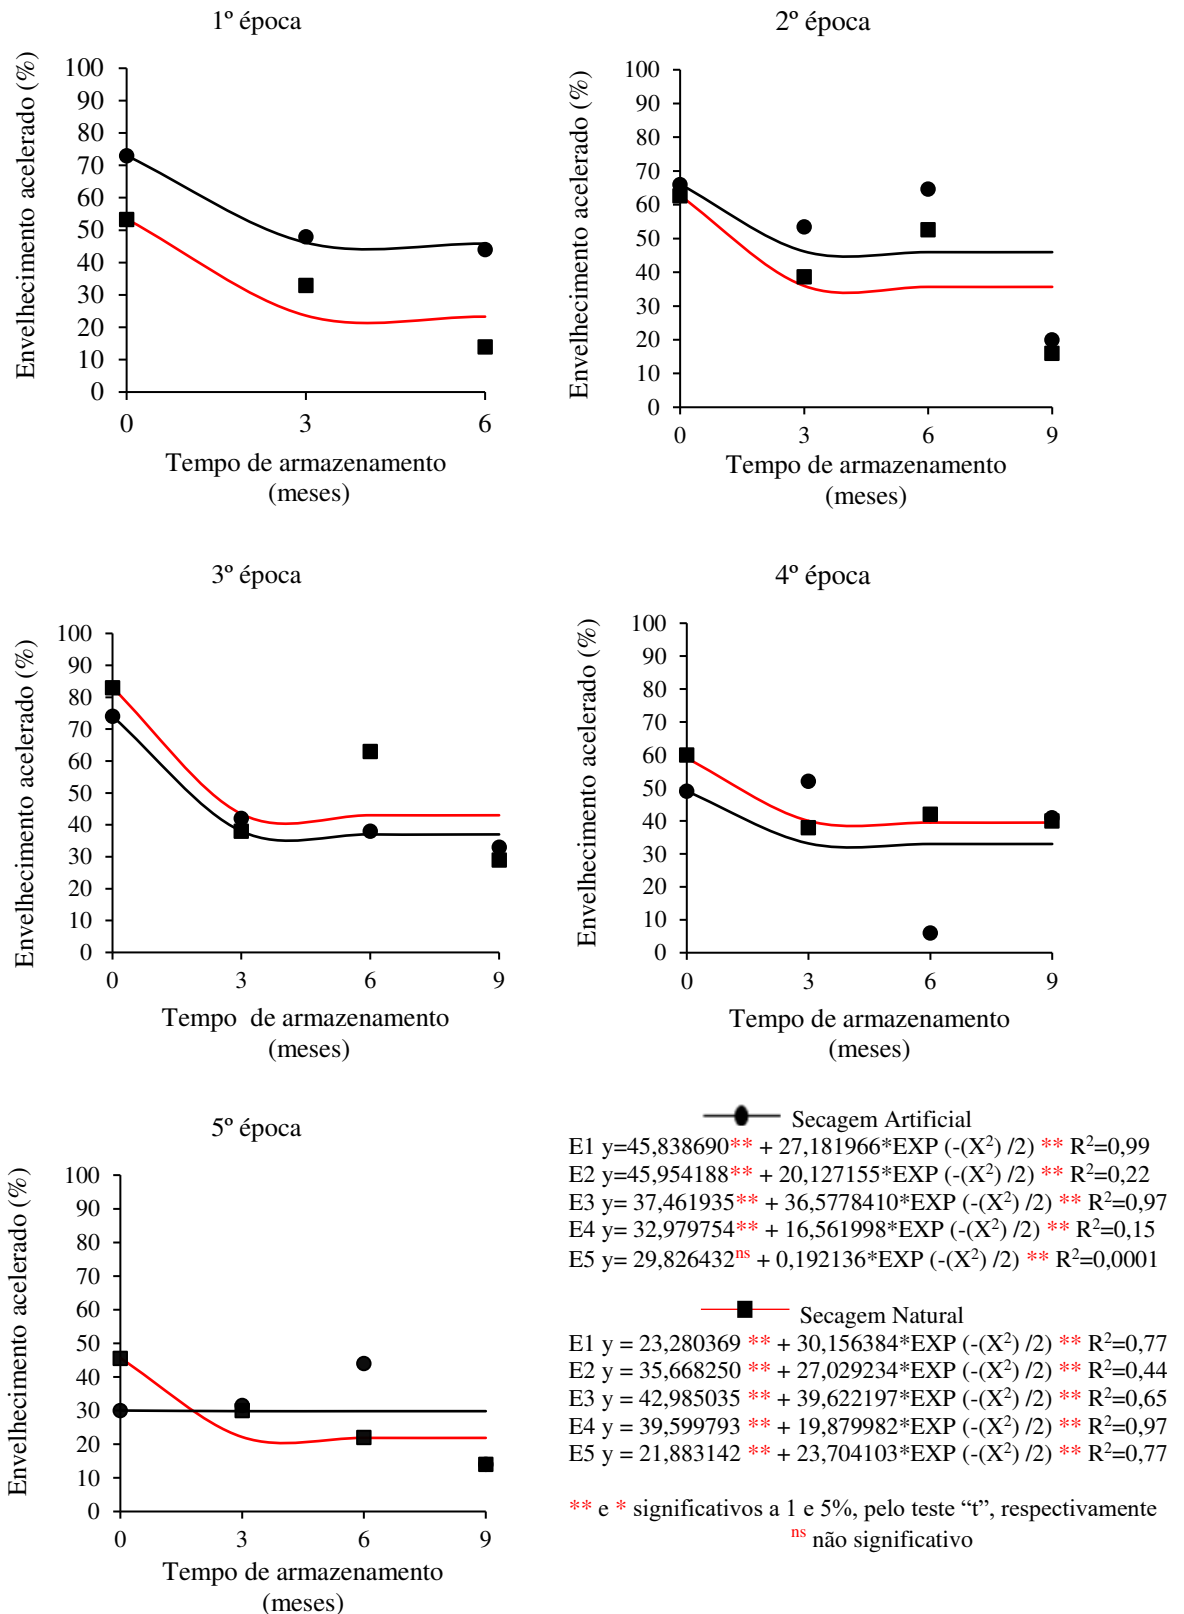 1º época
Envelhecimento acelerado (%)
100
90
80
70
60
50
40
30
20
10
0
0 3 6
Tempo de armazenamento
(meses)
2º época
Envelhecimento acelerado (%)
100
90
80
70
60
50
40
30
20
10
0
0 3 6 9
Tempo de armazenamento
(meses)
3º época
Envelhecimento acelerado (%)
100
90
80
70
60
50
40
30
20
10
0
0 3 6 9
Tempo de armazenamento
(meses)
4º época
Envelhecimento acelerado (%)
100
90
80
70
60
50
40
30
20
10
0
0 3 6 9
Tempo de armazenamento
(meses)
5º época
Envelhecimento acelerado (%)
100
90
80
70
60
50
40
30
20
10
0
0 3 6 9
Tempo de armazenamento
(meses)
Secagem Artificial
E1 y=45,838690** + 27,181966*EXP (-(X²) /2) ** R²=0,99
E2 y=45,954188** + 20,127155*EXP (-(X²) /2) ** R²=0,22
E3 y= 37,461935** + 36,5778410*EXP (-(X²) /2) ** R²=0,97
E4 y= 32,979754** + 16,561998*EXP (-(X²) /2) ** R²=0,15
E5 y= 29,826432ⁿˢ + 0,192136*EXP (-(X²) /2) ** R²=0,0001
Secagem Natural
E1 y = 23,280369 ** + 30,156384*EXP (-(X²) /2) ** R²=0,77
E2 y = 35,668250 ** + 27,029234*EXP (-(X²) /2) ** R²=0,44
E3 y = 42,985035 ** + 39,622197*EXP (-(X²) /2) ** R²=0,65
E4 y = 39,599793 ** + 19,879982*EXP (-(X²) /2) ** R²=0,97
E5 y = 21,883142 ** + 23,704103*EXP (-(X²) /2) ** R²=0,77
** e * significativos a 1 e 5%, pelo teste “t”, respectivamente
ⁿˢ não significativo